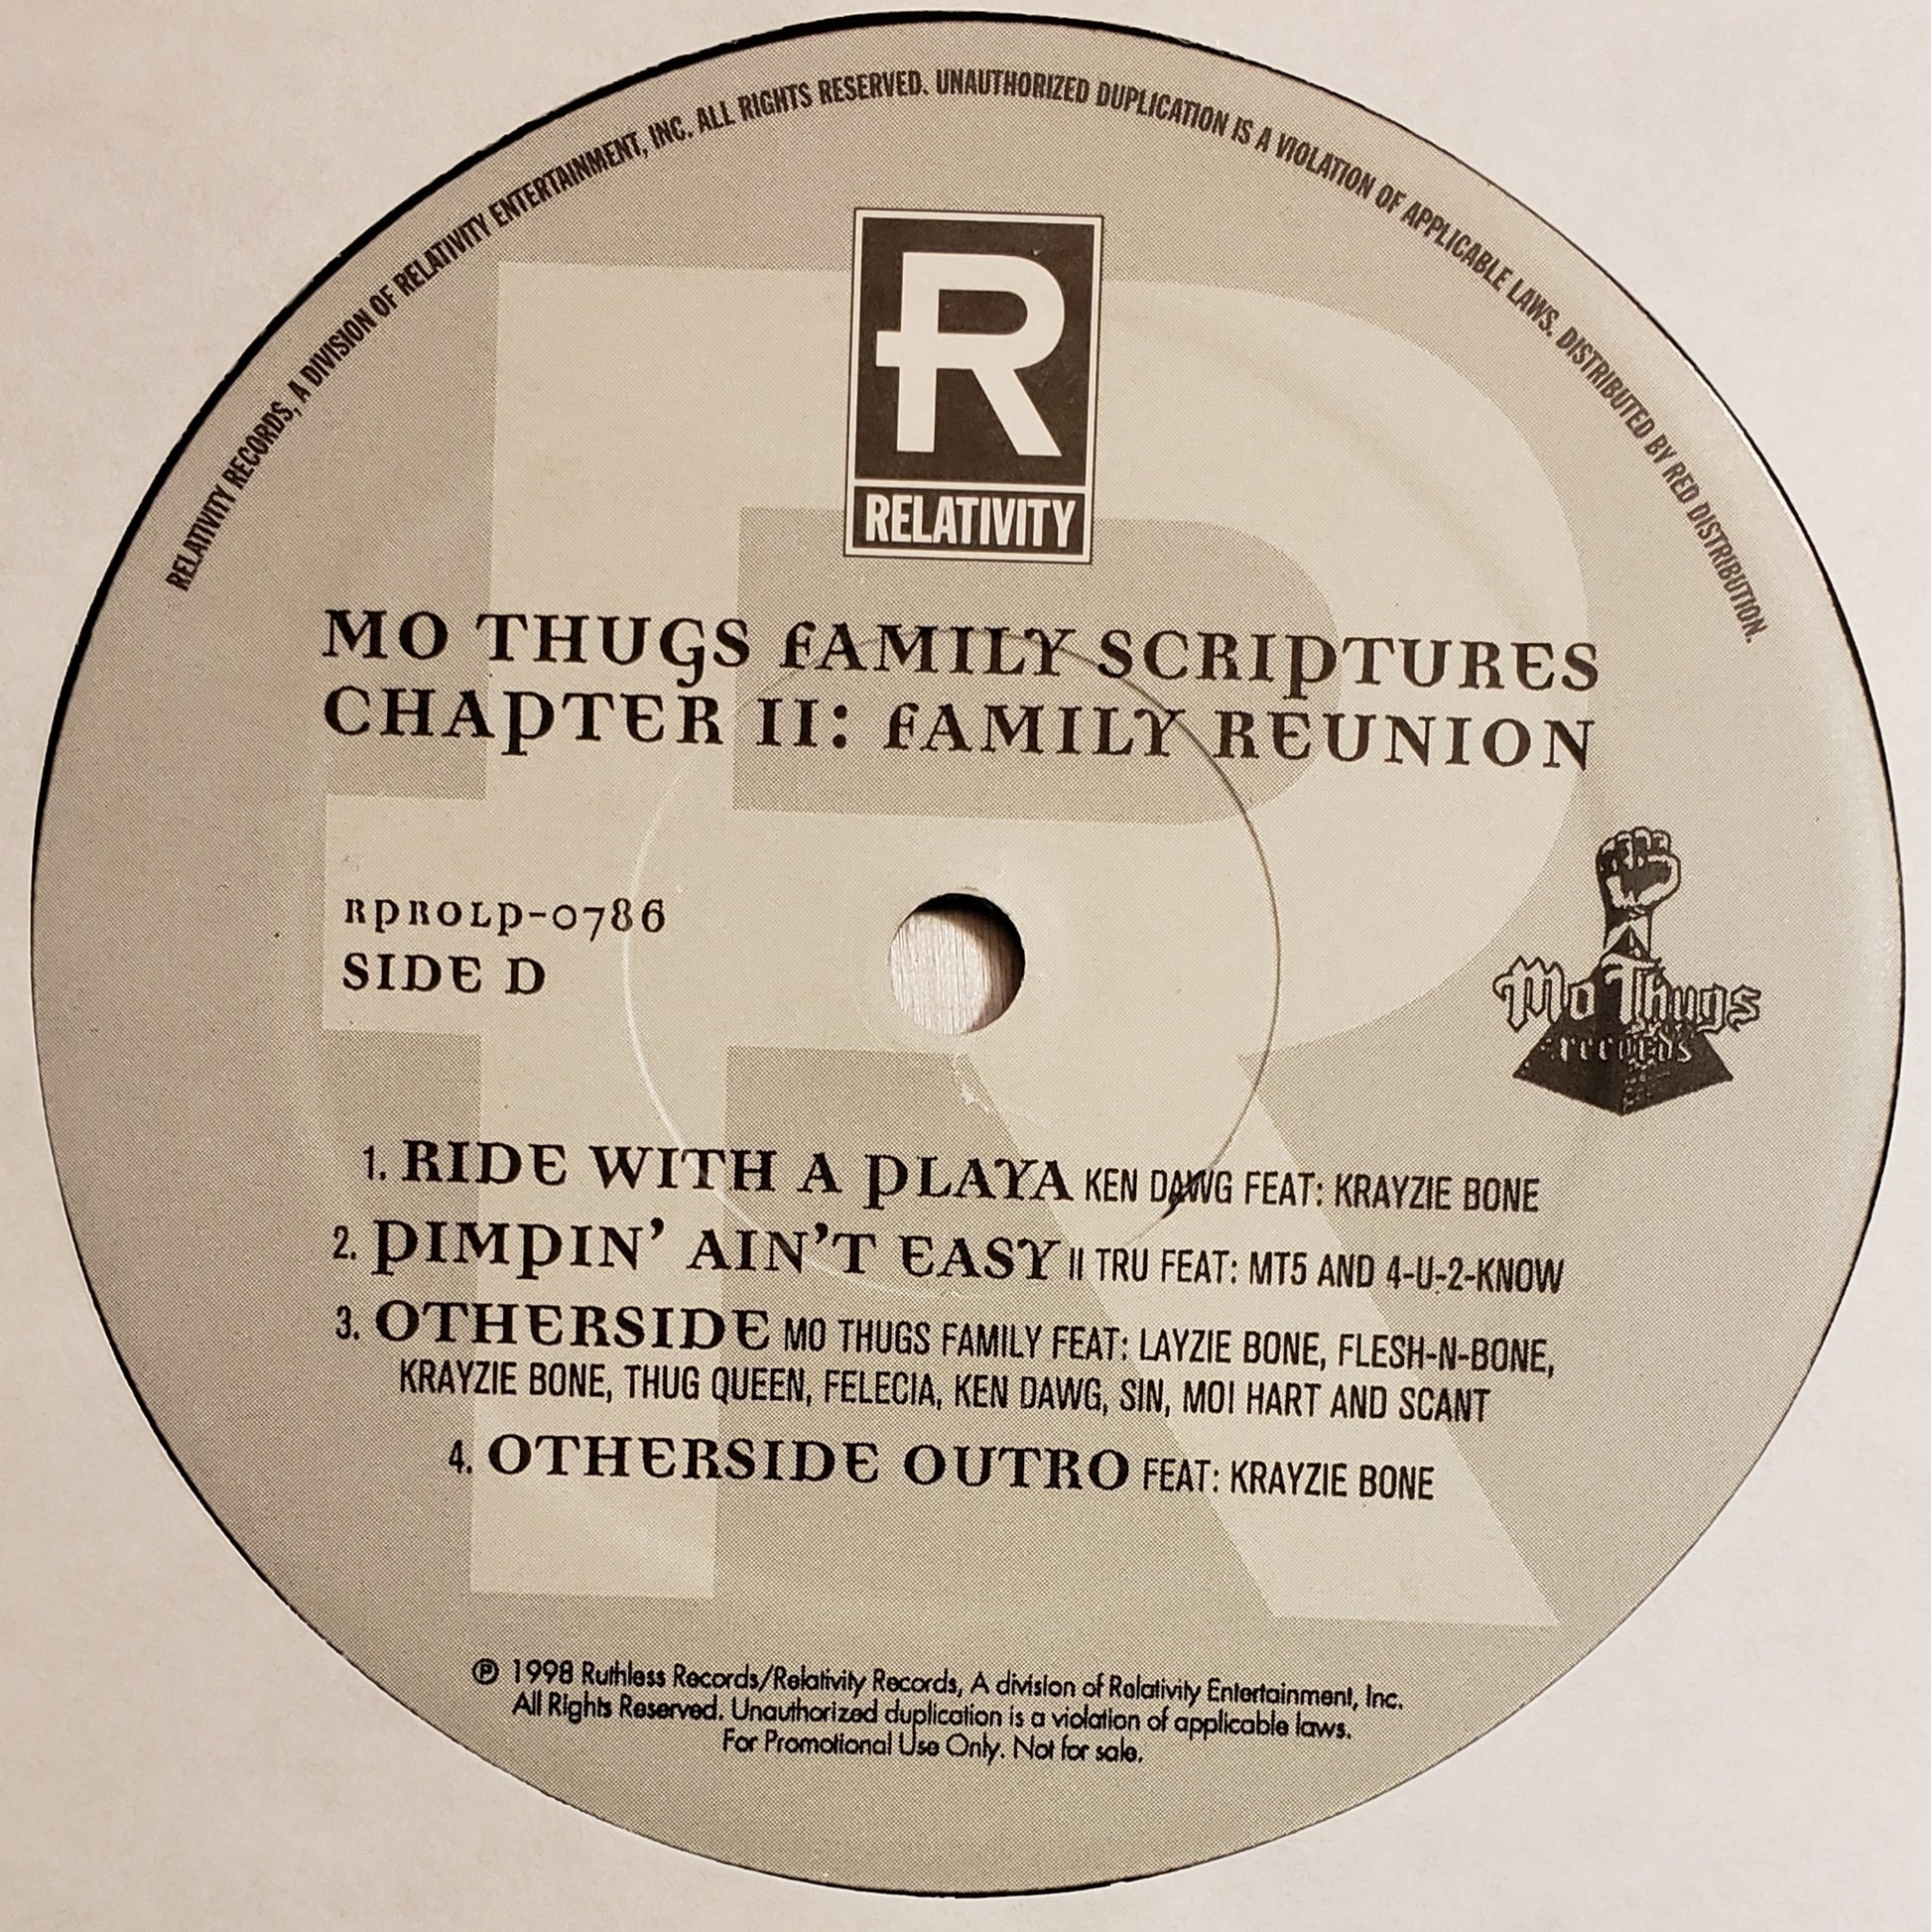 RELATIVITY RECORDS, A DIVISION OF RELATIVITY ENTERTAINMENT, INC. ALL RIGHTS RESERVED. UNAUTHORIZED DUPLICATION IS A VIOLATION OF APPLICABLE LAWS. DISTRIBUTED BY RED DISTRIBUTION.
R
RELATIVITY
MO THUGS FAMILY SCRIPTURES
CHAPTER II: FAMILY REUNION
RPROLP-0786
SIDE D
Mo Thugs
records
1. RIDE WITH A PLAYA KEN DAWG FEAT: KRAYZIE BONE
2. PIMPIN' AIN'T EASY II TRU FEAT: MT5 AND 4-U-2-KNOW
3. OTHERSIDE MO THUGS FAMILY FEAT: LAYZIE BONE, FLESH-N-BONE,
KRAYZIE BONE, THUG QUEEN, FELECIA, KEN DAWG, SIN, MOI HART AND SCANT
4. OTHERSIDE OUTRO FEAT: KRAYZIE BONE
℗ 1998 Ruthless Records/Relativity Records, A division of Relativity Entertainment, Inc.
All Rights Reserved. Unauthorized duplication is a violation of applicable laws.
For Promotional Use Only. Not for sale.